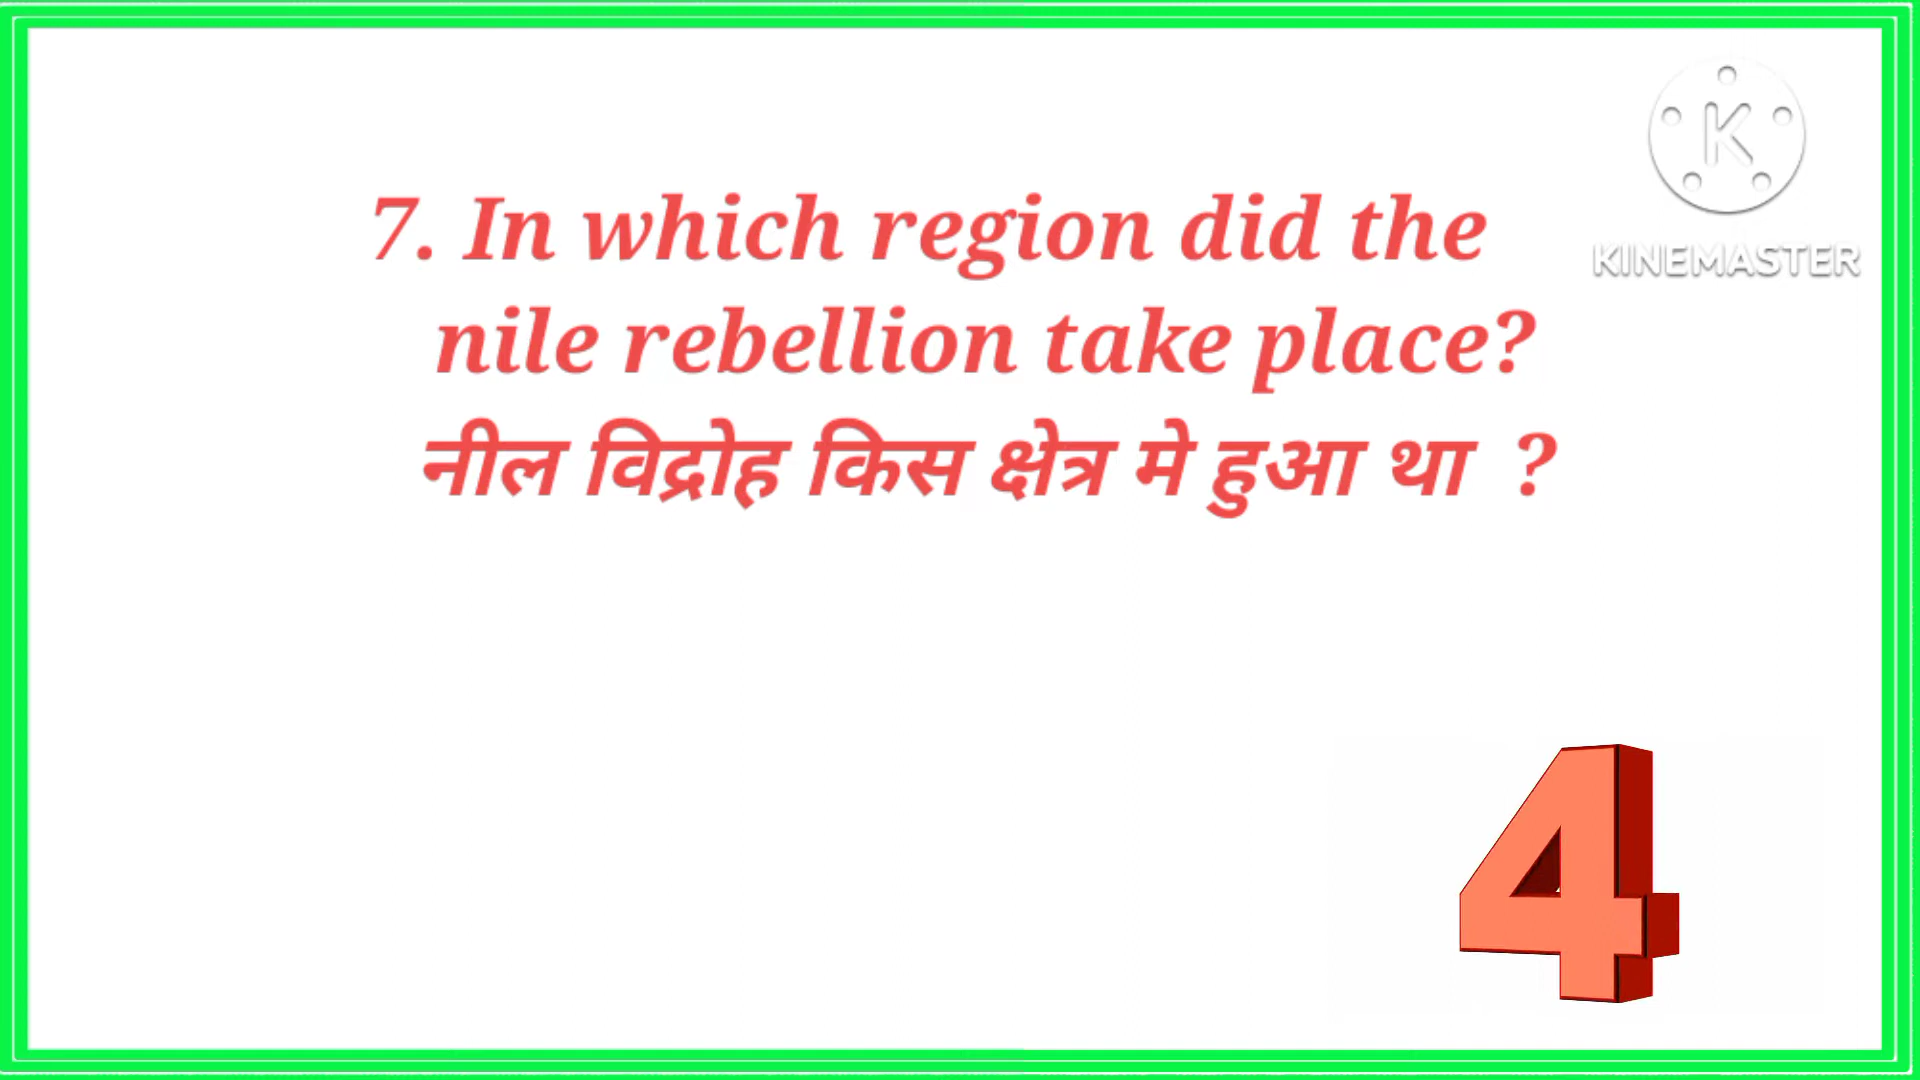 7. In which region did the
nile rebellion take place?
नील विद्रोह किस क्षेत्र मे हुआ था ?
K
KINEMASTER
4